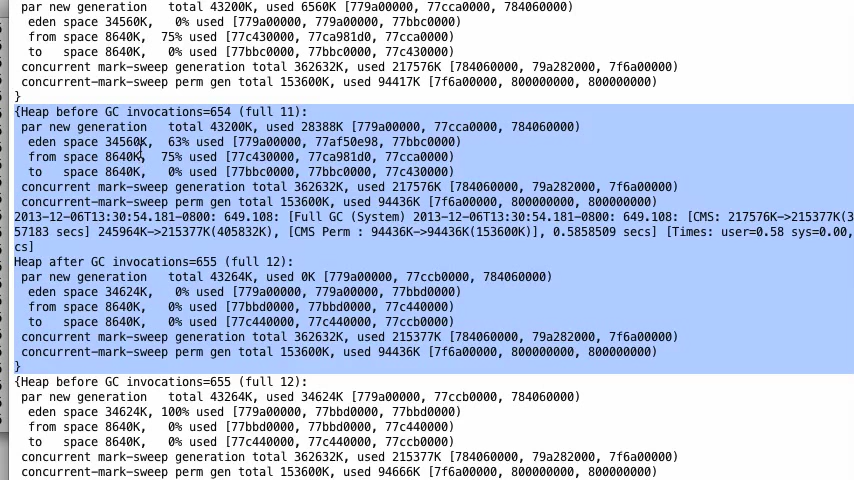 par new generation   total 43200K, used 6560K [779a00000, 77cca0000, 784060000)
eden space 34560K,   0% used [779a00000, 779a00000, 77bbc0000)
from space 8640K,  75% used [77c430000, 77ca981d0, 77cca0000)
to   space 8640K,   0% used [77bbc0000, 77bbc0000, 77c430000)
concurrent mark-sweep generation total 362632K, used 217576K [784060000, 79a282000, 7f6a00000)
concurrent-mark-sweep perm gen total 153600K, used 94417K [7f6a00000, 800000000, 800000000)
}
{Heap before GC invocations=654 (full 11):
par new generation   total 43200K, used 28388K [779a00000, 77cca0000, 784060000)
eden space 34560K,  63% used [779a00000, 77af50e98, 77bbc0000)
from space 8640K,  75% used [77c430000, 77ca981d0, 77cca0000)
to   space 8640K,   0% used [77bbc0000, 77bbc0000, 77c430000)
concurrent mark-sweep generation total 362632K, used 217576K [784060000, 79a282000, 7f6a00000)
concurrent-mark-sweep perm gen total 153600K, used 94436K [7f6a00000, 800000000, 800000000)
2013-12-06T13:30:54.181-0800: 649.108: [Full GC (System) 2013-12-06T13:30:54.181-0800: 649.108: [CMS: 217576K->215377K(3
57183 secs] 245964K->215377K(405832K), [CMS Perm : 94436K->94436K(153600K)], 0.5858509 secs] [Times: user=0.58 sys=0.00,
cs]
Heap after GC invocations=655 (full 12):
par new generation   total 43264K, used 0K [779a00000, 77ccb0000, 784060000)
eden space 34624K,   0% used [779a00000, 779a00000, 77bbd0000)
from space 8640K,   0% used [77bbd0000, 77bbd0000, 77c440000)
to   space 8640K,   0% used [77c440000, 77c440000, 77ccb0000)
concurrent mark-sweep generation total 362632K, used 215377K [784060000, 79a282000, 7f6a00000)
concurrent-mark-sweep perm gen total 153600K, used 94436K [7f6a00000, 800000000, 800000000)
}
{Heap before GC invocations=655 (full 12):
par new generation   total 43264K, used 34624K [779a00000, 77ccb0000, 784060000)
eden space 34624K, 100% used [779a00000, 77bbd0000, 77bbd0000)
from space 8640K,   0% used [77bbd0000, 77bbd0000, 77c440000)
to   space 8640K,   0% used [77c440000, 77c440000, 77ccb0000)
concurrent mark-sweep generation total 362632K, used 215377K [784060000, 79a282000, 7f6a00000)
concurrent-mark-sweep perm gen total 153600K, used 94666K [7f6a00000, 800000000, 800000000)